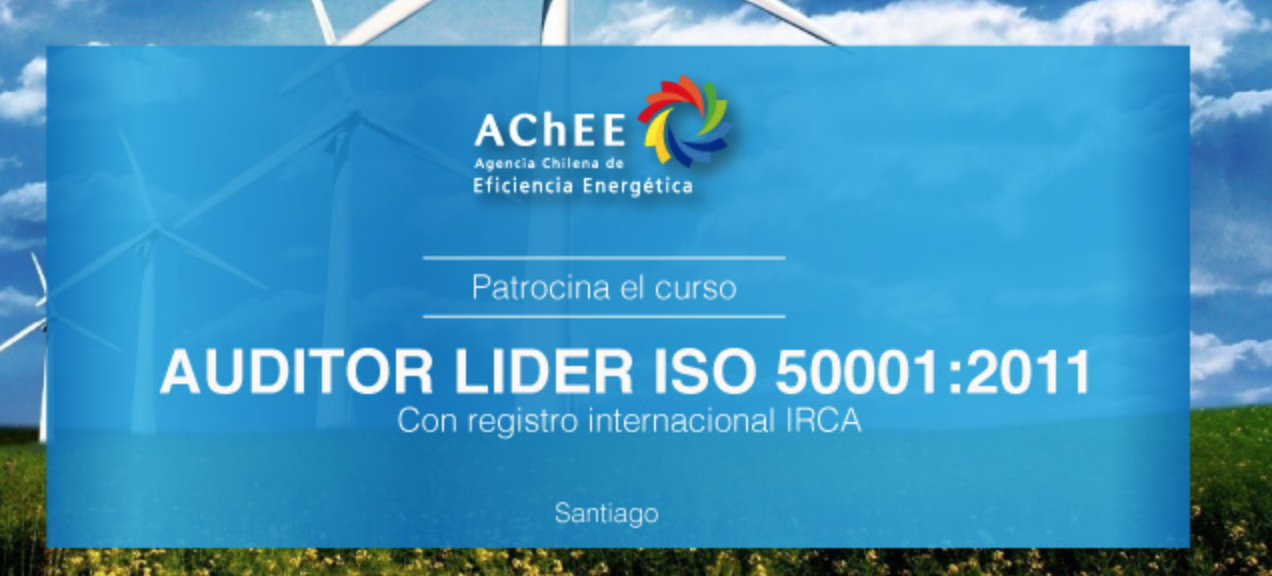 AChEE
Agencia Chilena de
Eficiencia Energética
Patrocina el curso
AUDITOR LIDER ISO 50001:2011
Con registro internacional IRCA
Santiago